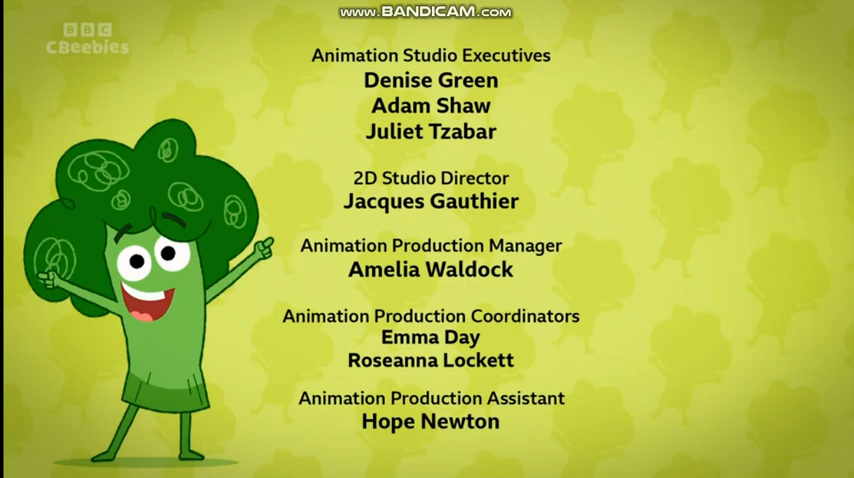 www.BANDICAM.com
BBC
CBeebies
Animation Studio Executives
Denise Green
Adam Shaw
Juliet Tzabar
2D Studio Director
Jacques Gauthier
Animation Production Manager
Amelia Waldock
Animation Production Coordinators
Emma Day
Roseanna Lockett
Animation Production Assistant
Hope Newton